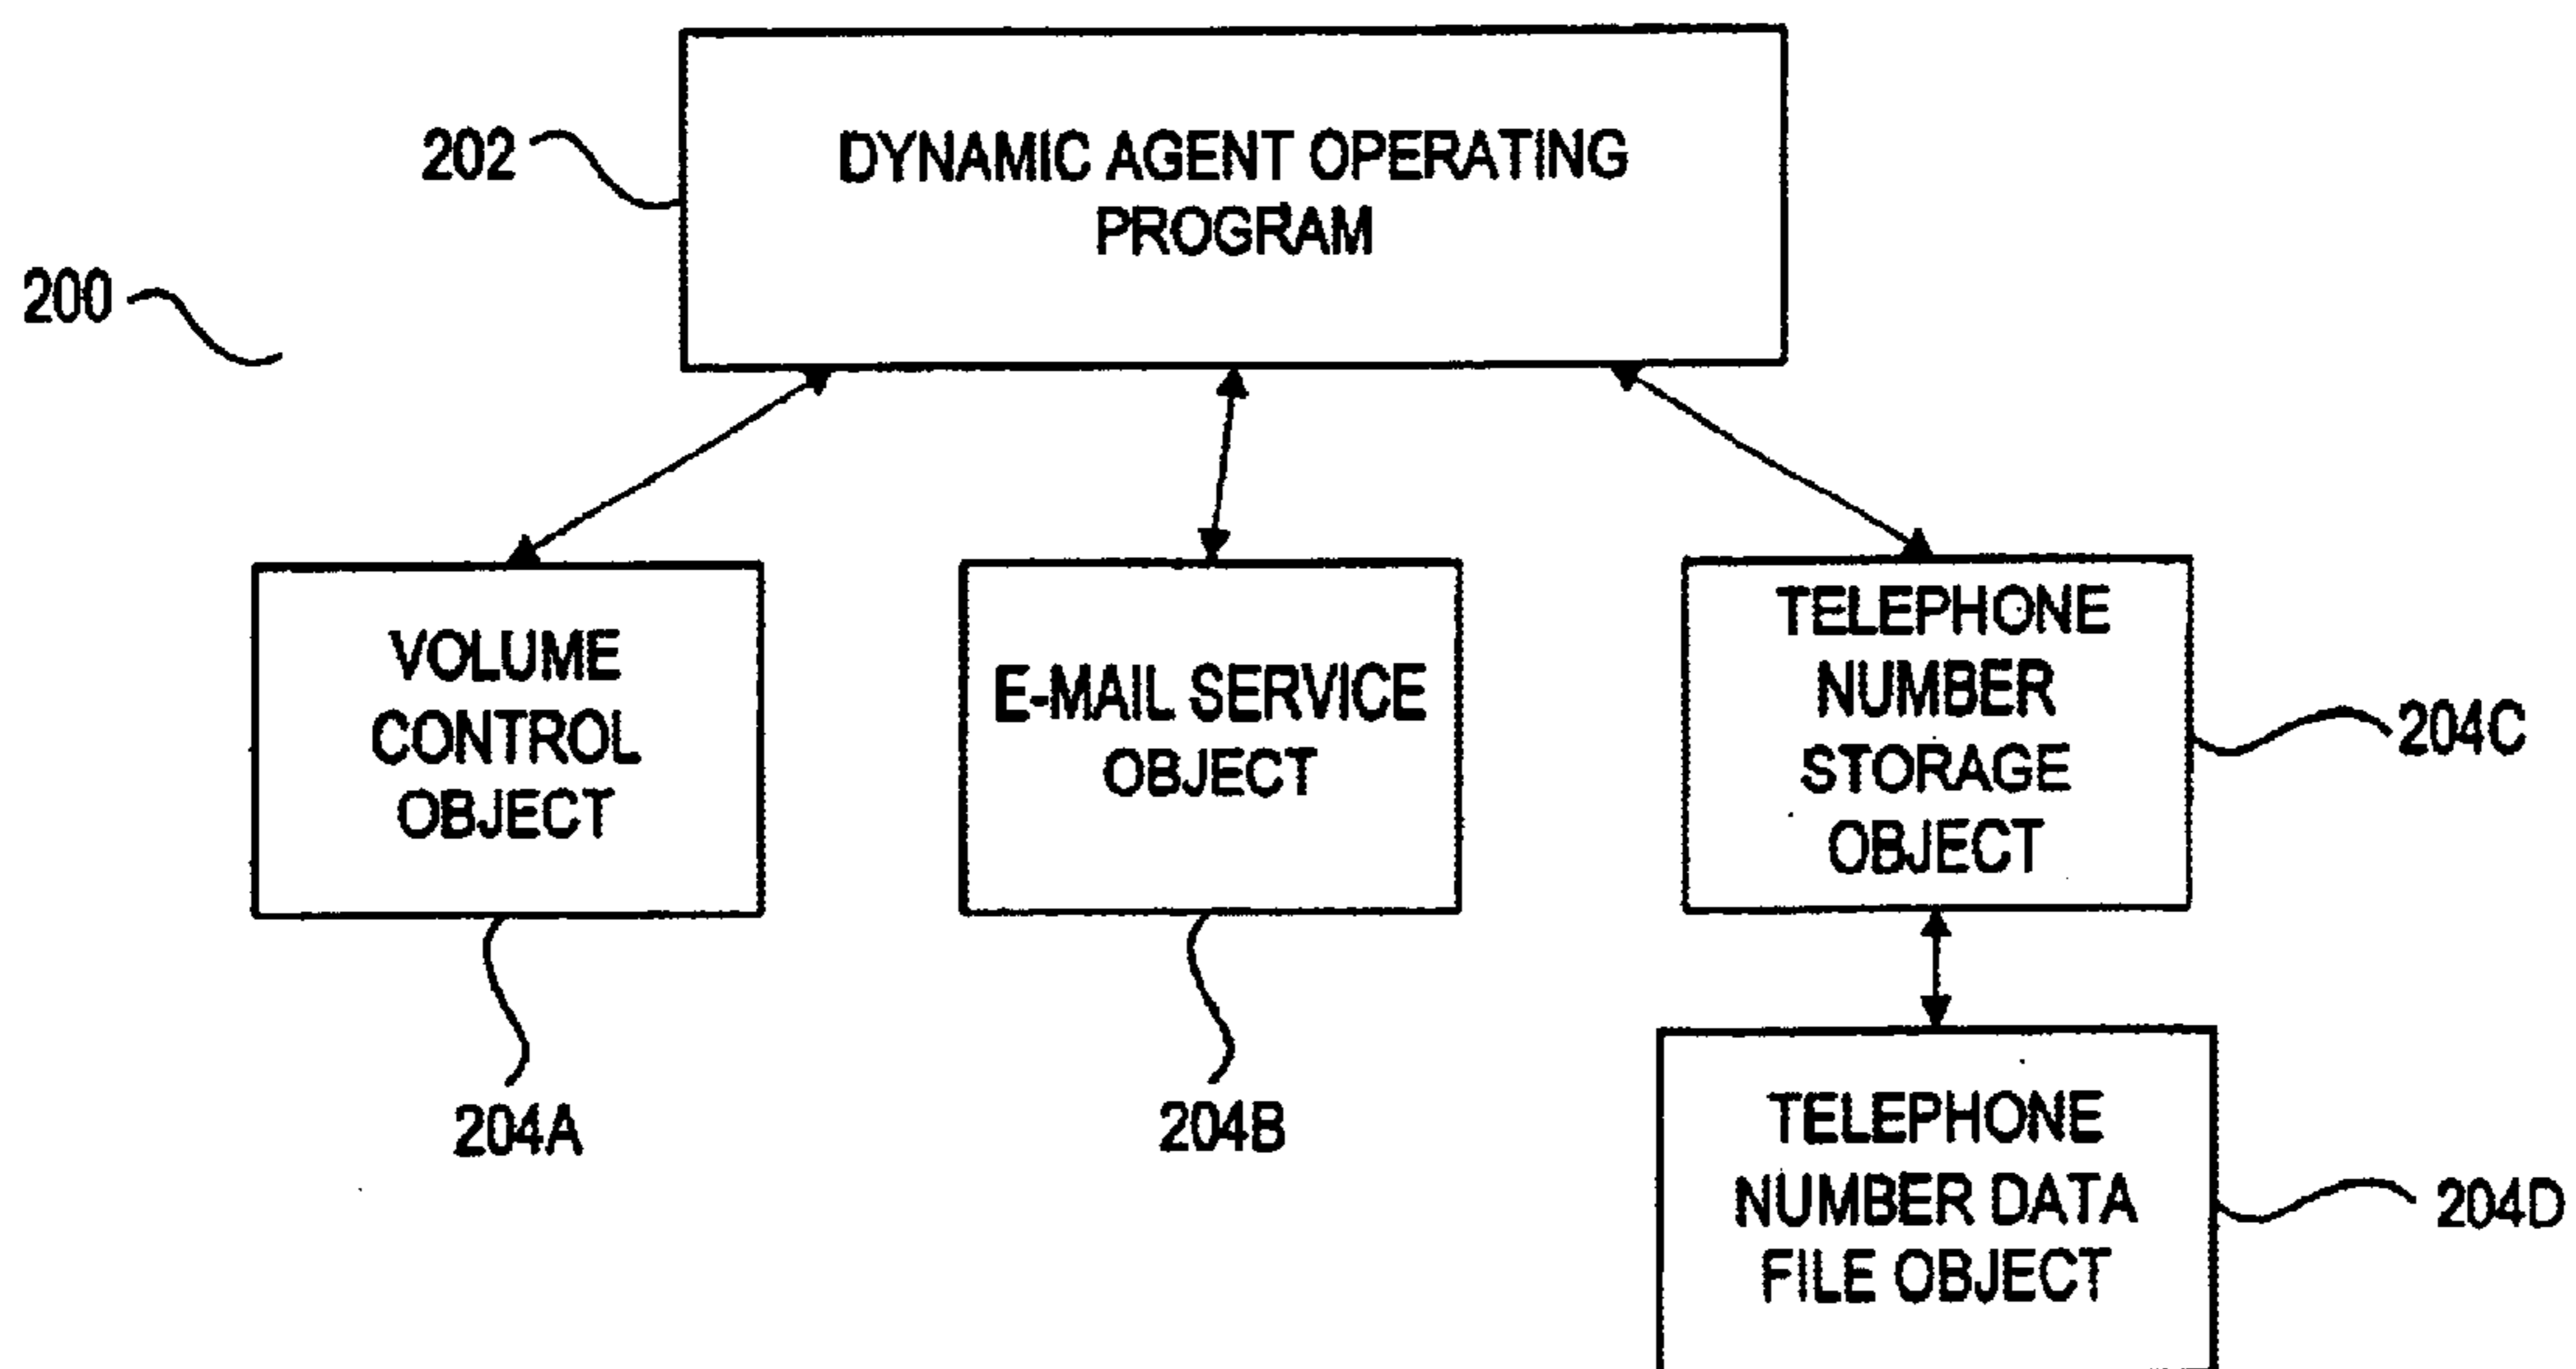 DYNAMIC AGENT OPERATING
PROGRAM
202
200
VOLUME
CONTROL
OBJECT
204A
E-MAIL SERVICE
OBJECT
204B
TELEPHONE
NUMBER
STORAGE
OBJECT
204C
TELEPHONE
NUMBER DATA
FILE OBJECT
204D